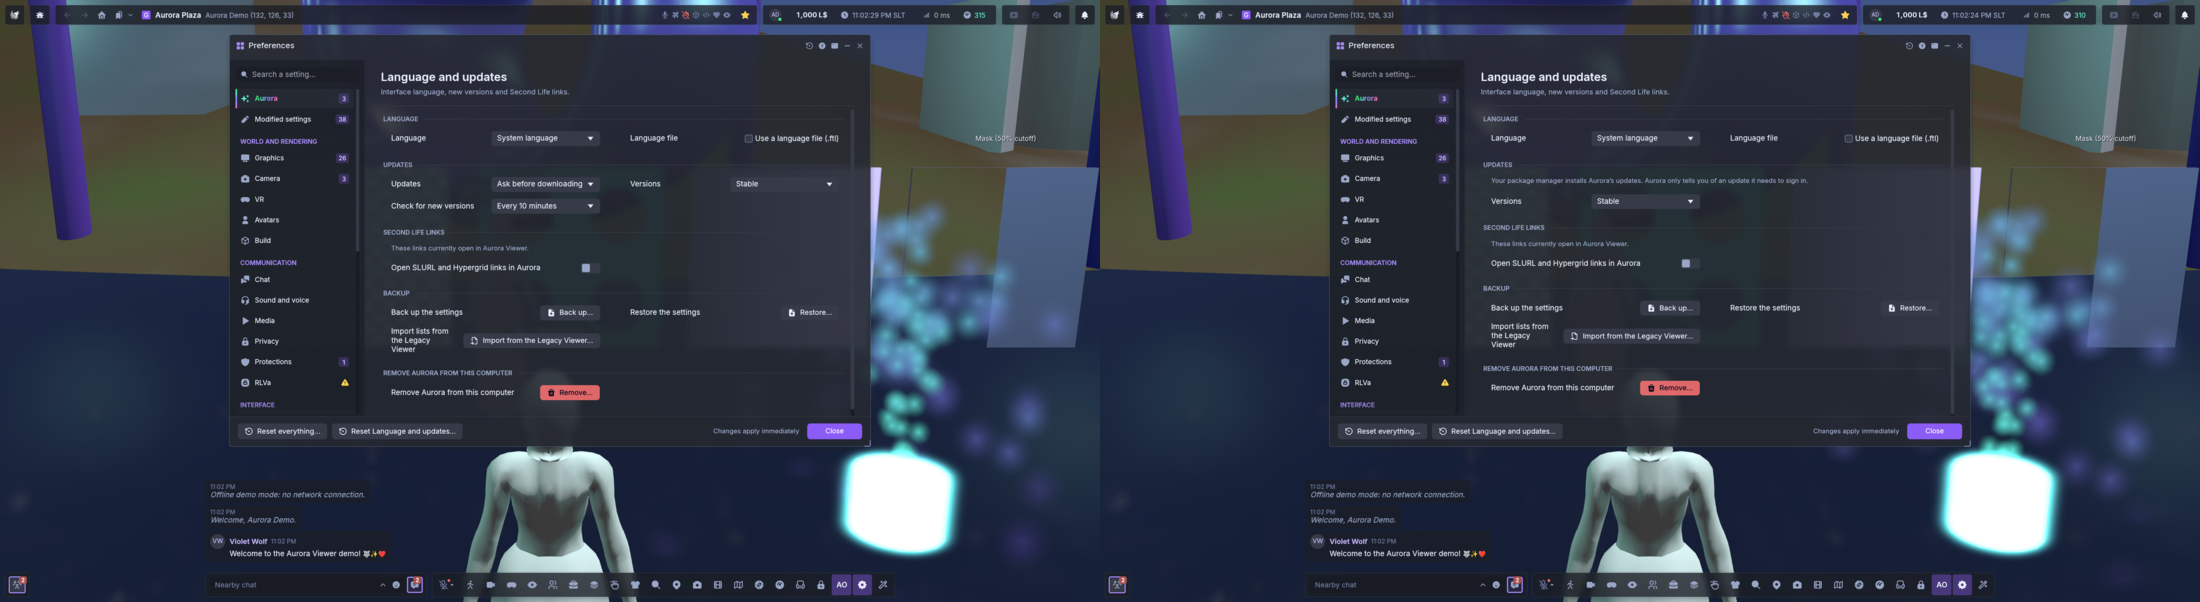 Aurora Plaza Aurora Demo (132, 126, 33)
AD 1,000 L$ 11:02:29 PM SLT 0 ms 315
Preferences
Search a setting...
Aurora 3
Modified settings 38
WORLD AND RENDERING
Graphics 26
Camera 3
VR
Avatars
Build
COMMUNICATION
Chat
Sound and voice
Media
Privacy
Protections 1
RLVa
INTERFACE
Language and updates
Interface language, new versions and Second Life links.
LANGUAGE
Language System language Language file Use a language file (.ftl)
UPDATES
Updates Ask before downloading Versions Stable
Check for new versions Every 10 minutes
SECOND LIFE LINKS
These links currently open in Aurora Viewer.
Open SLURL and Hypergrid links in Aurora
BACKUP
Back up the settings Back up... Restore the settings Restore...
Import lists from
the Legacy
Viewer
Import from the Legacy Viewer...
REMOVE AURORA FROM THIS COMPUTER
Remove Aurora from this computer Remove...
Reset everything... Reset Language and updates... Changes apply immediately Close
Mask (50% cutoff)
11:02 PM
Offline demo mode: no network connection.
11:02 PM
Welcome, Aurora Demo.
VW Violet Wolf 11:02 PM
Welcome to the Aurora Viewer demo!
Nearby chat
AO
Aurora Plaza Aurora Demo (132, 126, 33)
AD 1,000 L$ 11:02:24 PM SLT 0 ms 310
Preferences
Search a setting...
Aurora 3
Modified settings 38
WORLD AND RENDERING
Graphics 26
Camera 3
VR
Avatars
Build
COMMUNICATION
Chat
Sound and voice
Media
Privacy
Protections 1
RLVa
INTERFACE
Language and updates
Interface language, new versions and Second Life links.
LANGUAGE
Language System language Language file Use a language file (.ftl)
UPDATES
Your package manager installs Aurora's updates. Aurora only tells you of an update it needs to sign in.
Versions Stable
SECOND LIFE LINKS
These links currently open in Aurora Viewer.
Open SLURL and Hypergrid links in Aurora
BACKUP
Back up the settings Back up... Restore the settings Restore...
Import lists from
the Legacy
Viewer
Import from the Legacy Viewer...
REMOVE AURORA FROM THIS COMPUTER
Remove Aurora from this computer Remove...
Reset everything... Reset Language and updates... Changes apply immediately Close
Mask (50% cutoff)
11:02 PM
Offline demo mode: no network connection.
11:02 PM
Welcome, Aurora Demo.
VW Violet Wolf 11:02 PM
Welcome to the Aurora Viewer demo!
Nearby chat
AO